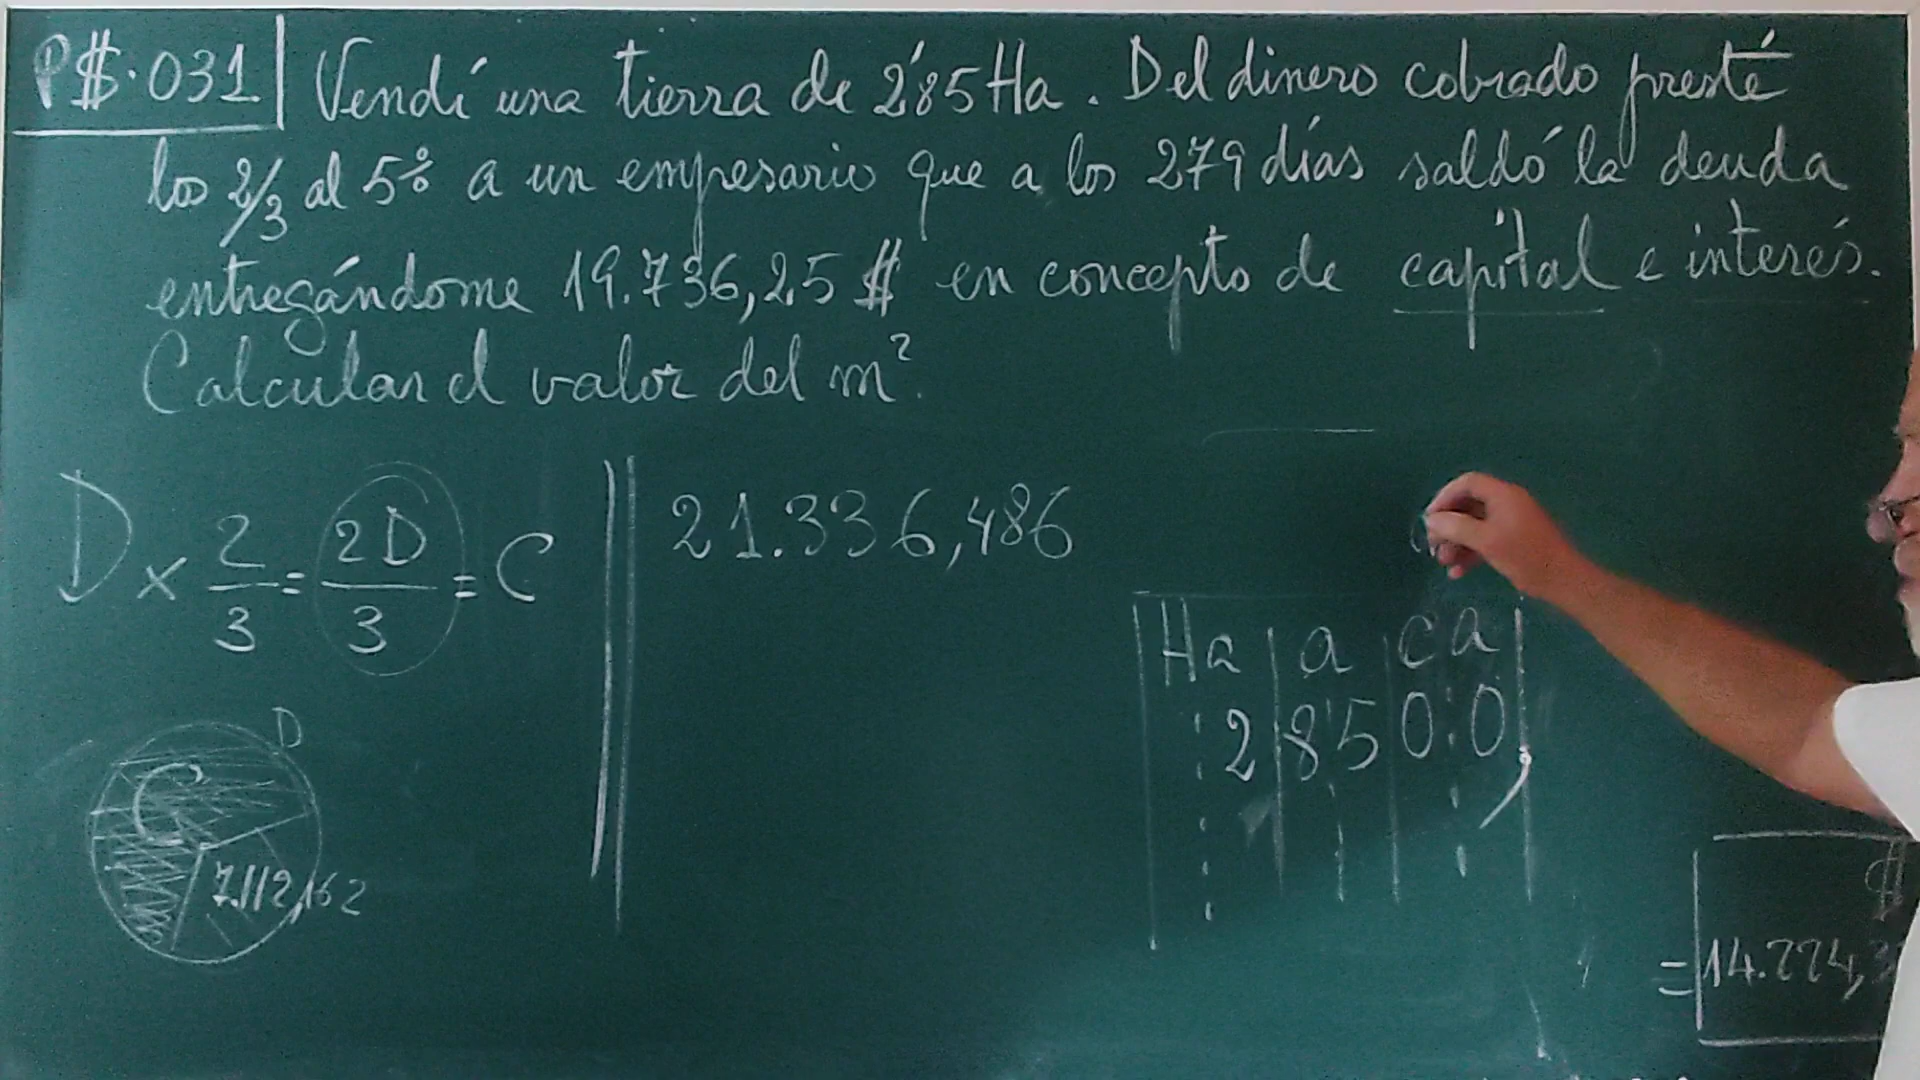 P$.031 Vendí una tierra de 2'85 Ha. Del dinero cobrado presté
los 2/3 al 5% a un empresario que a los 279 días saldó la deuda
entregándome 19.736,25 $ en concepto de capital e interés.
Calcular el valor del m².
D x 2/3 = 2D/3 = C
21.336,486
Ha a ca
2 8 5 0 0,
D
C
7.112,162
$
= 14.224,3